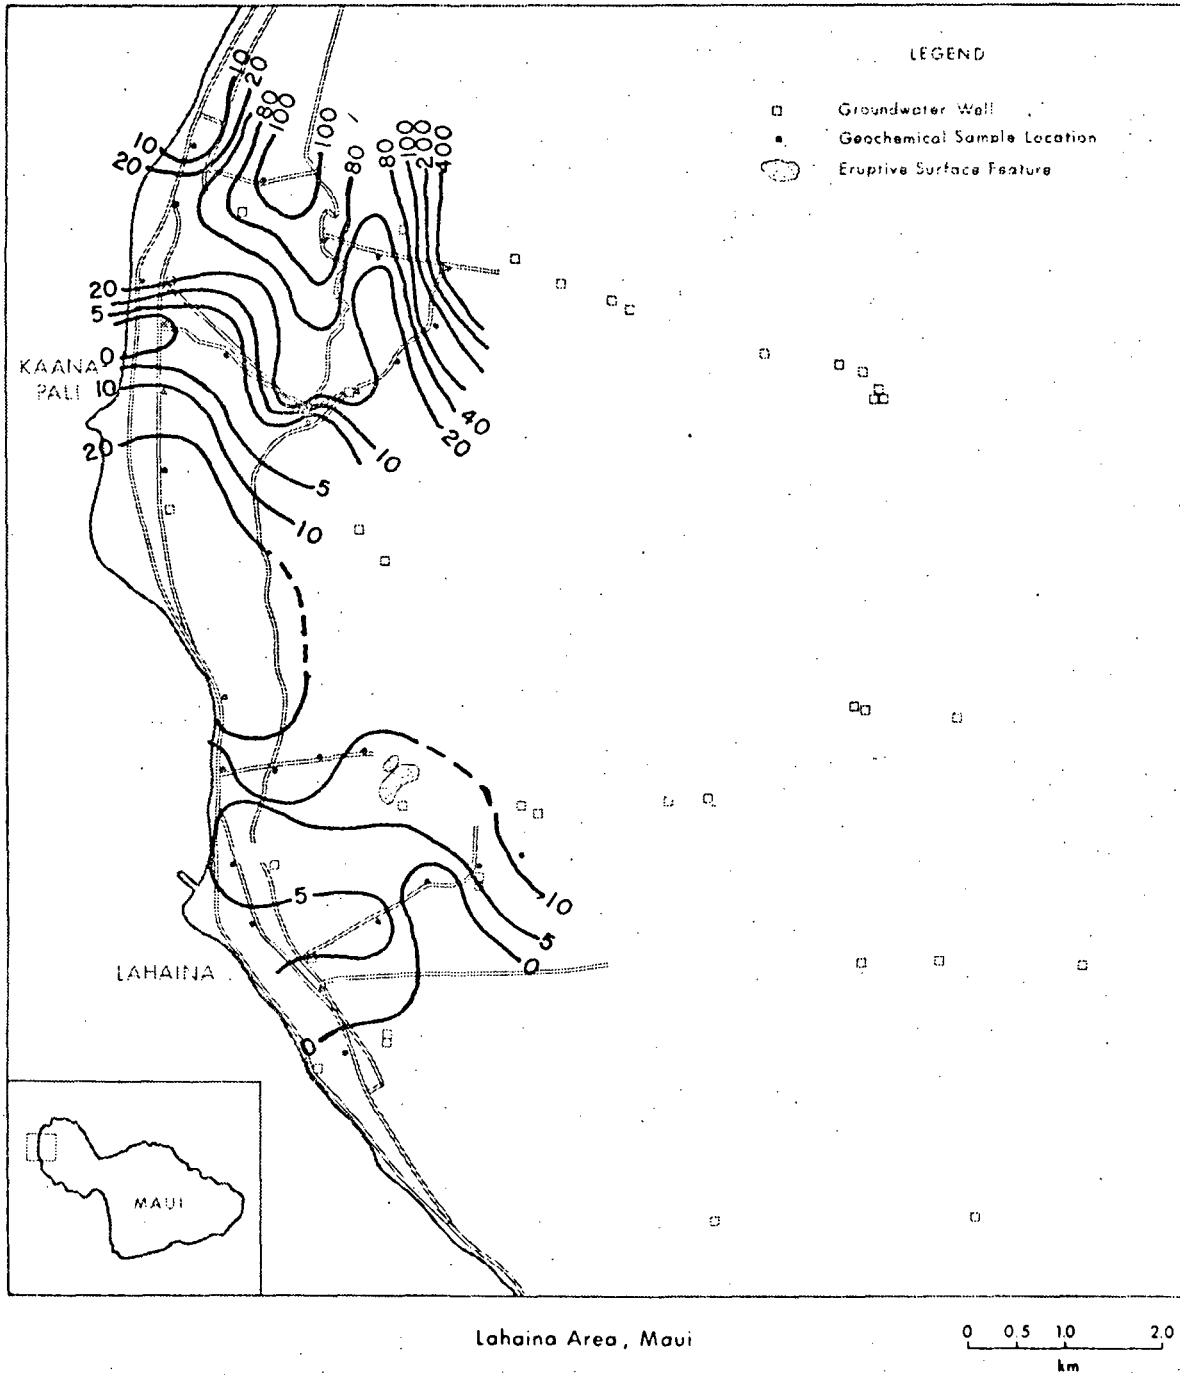 LEGEND
Groundwater Well
Geochemical Sample Location
Eruptive Surface Feature
10
20
80
100
100
80
80
100
200
400
10
20
20
5
0
KAANA-
PALI
10
20
40
20
10
5
10
10
5
5
0
LAHAINA
0
MAUI
Lahaina Area, Maui
0 0.5 1.0 2.0
km